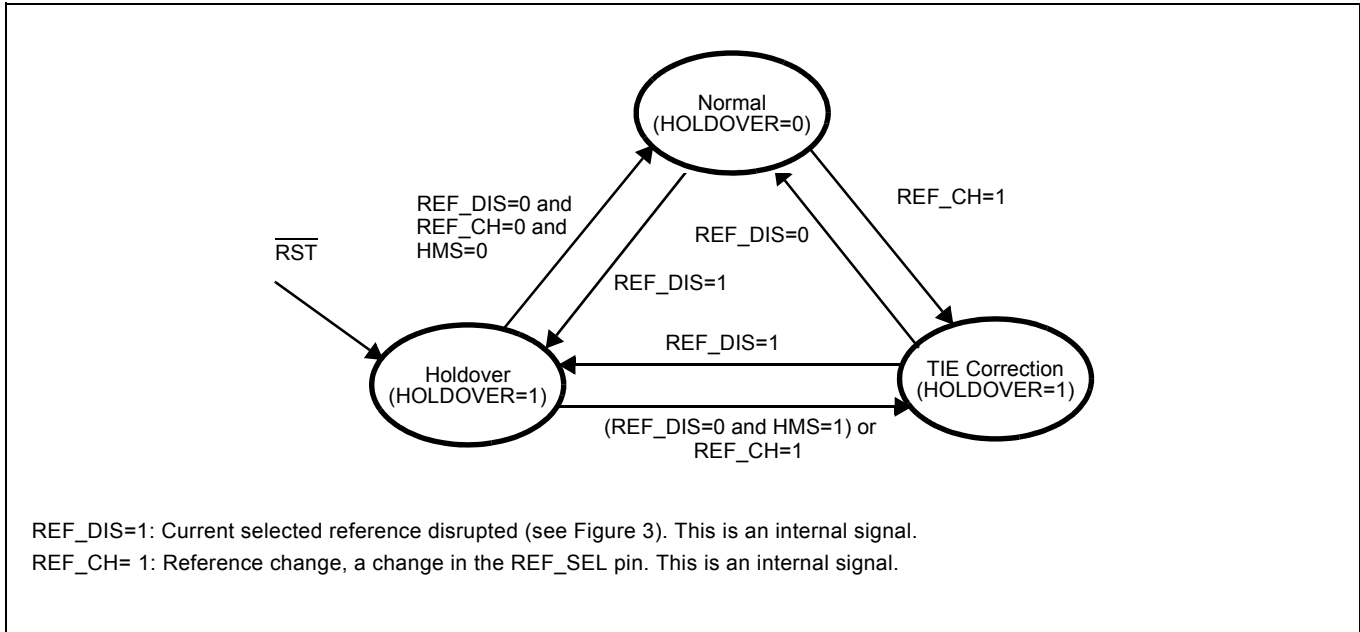 Normal
(HOLDOVER=0)
REF_CH=1
REF_DIS=0 and
REF_CH=0 and
HMS=0
REF_DIS=0
RST
REF_DIS=1
REF_DIS=1
Holdover
(HOLDOVER=1)
TIE Correction
(HOLDOVER=1)
(REF_DIS=0 and HMS=1) or
REF_CH=1
REF_DIS=1: Current selected reference disrupted (see Figure 3). This is an internal signal.
REF_CH= 1: Reference change, a change in the REF_SEL pin. This is an internal signal.